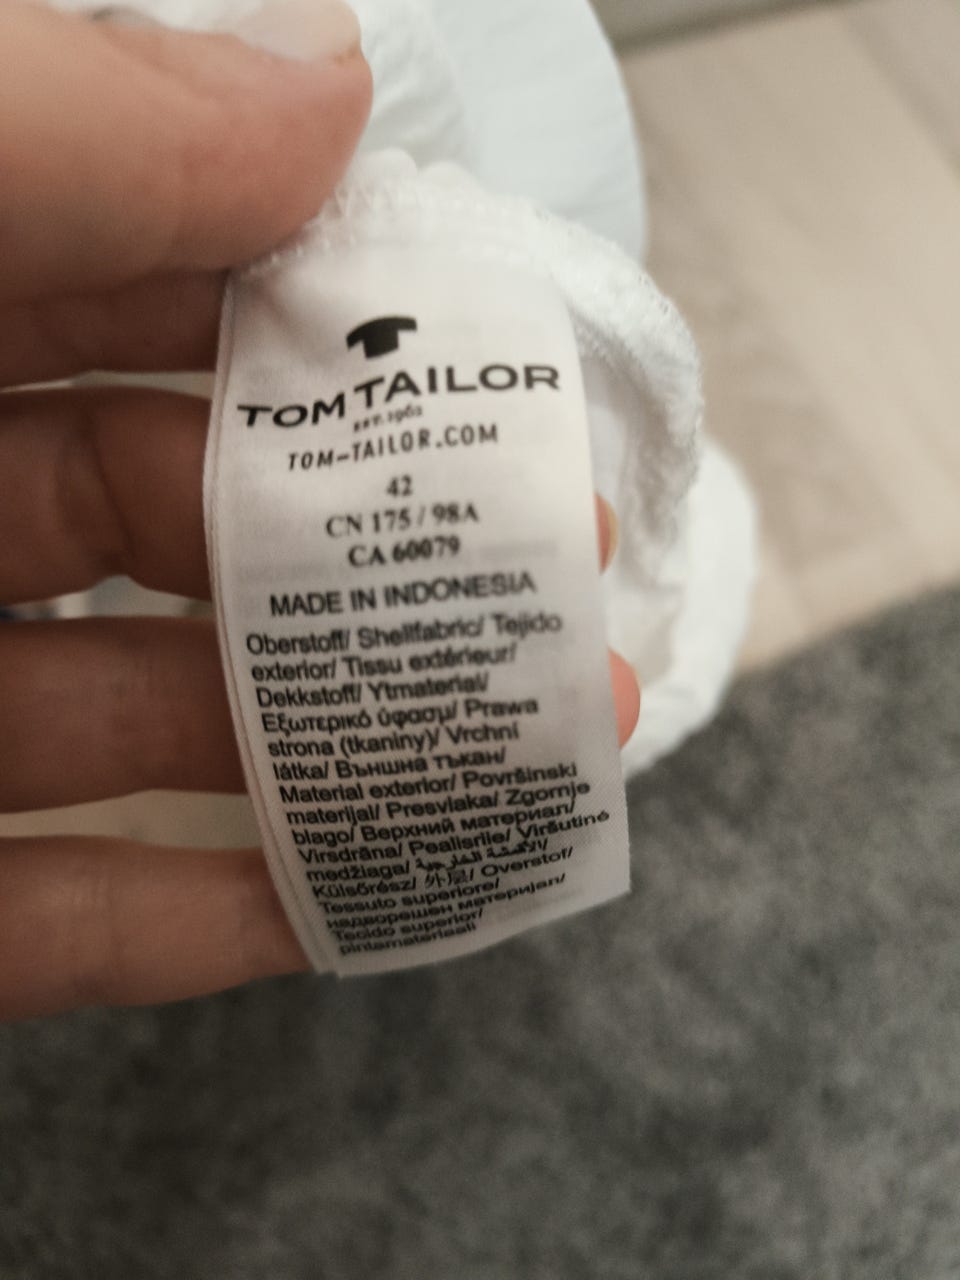 TOM TAILOR
EST. 1962
TOM-TAILOR.COM
42
CN 175 / 98A
CA 60079
MADE IN INDONESIA
Oberstoff/ Shellfabric/ Tejido
exterior/ Tissu extérieur/
Dekkstoff/ Ytmaterial/
Εξωτερικό ύφασμ/ Prawa
strona (tkaniny)/ Vrchní
látka/ Външна тъкан/
Material exterior/ Površinski
materijal/ Presvlaka/ Zgornje
blago/ Верхний материал/
Virsdrāna/ Pealisriie/ Viršutinė
medžiaga/ الأقمشة الخارجية/
Külsőrész/ 外层/ Overstof/
Tessuto superiore/
надворешен материјал/
Tecido superior/
pintamateriaali